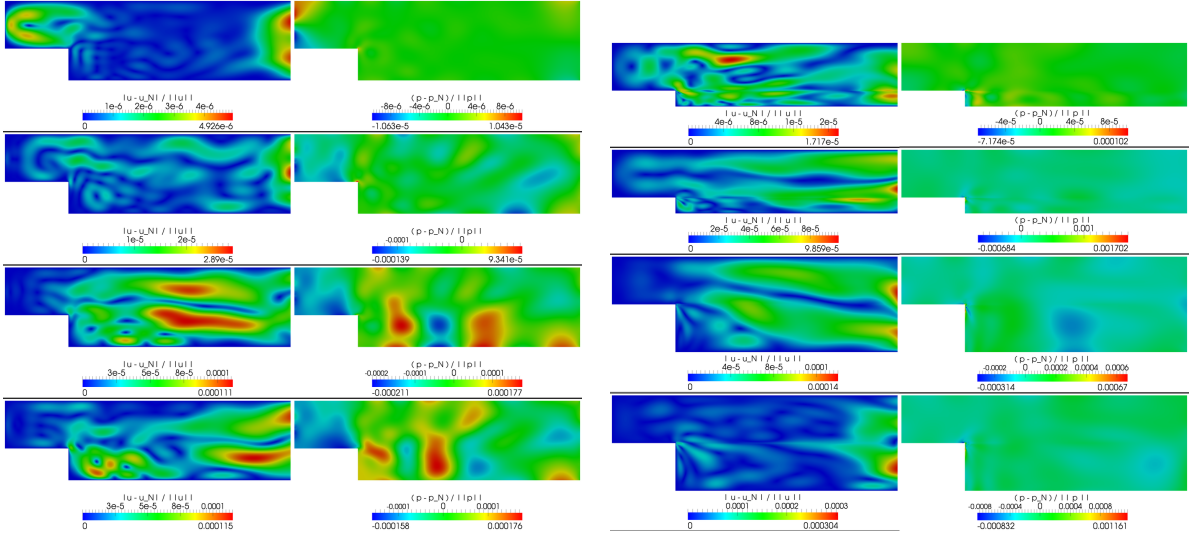 |u-u_N| / ||u||
1e-6 2e-6 3e-6 4e-6
0 4.926e-6
(p-p_N)/||p||
-8e-6 -4e-6 0 4e-6 8e-6
-1.063e-5 1.043e-5
|u-u_N| / ||u||
1e-5 2e-5
0 2.89e-5
(p-p_N)/||p||
-0.0001 0
-0.000139 9.341e-5
|u-u_N| / ||u||
3e-5 5e-5 8e-5 0.0001
0 0.000111
(p-p_N)/||p||
-0.0002 -0.0001 0 0.0001
-0.000211 0.000177
|u-u_N| / ||u||
3e-5 5e-5 8e-5 0.0001
0 0.000115
(p-p_N)/||p||
-0.0001 0 0.0001
-0.000158 0.000176
|u-u_N| / ||u||
4e-6 8e-6 1e-5 2e-5
0 1.717e-5
(p-p_N)/||p||
-4e-5 0 4e-5 8e-5
-7.174e-5 0.000102
|u-u_N| / ||u||
2e-5 4e-5 6e-5 8e-5
0 9.859e-5
(p-p_N)/||p||
0 0.001
-0.000684 0.001702
|u-u_N| / ||u||
4e-5 8e-5 0.0001
0 0.00014
(p-p_N)/||p||
-0.0002 0 0.0002 0.0004 0.0006
-0.000314 0.00067
|u-u_N| / ||u||
0.0001 0.0002 0.0003
0 0.000304
(p-p_N)/||p||
-0.0008 -0.0004 0 0.0004 0.0008
-0.000832 0.001161